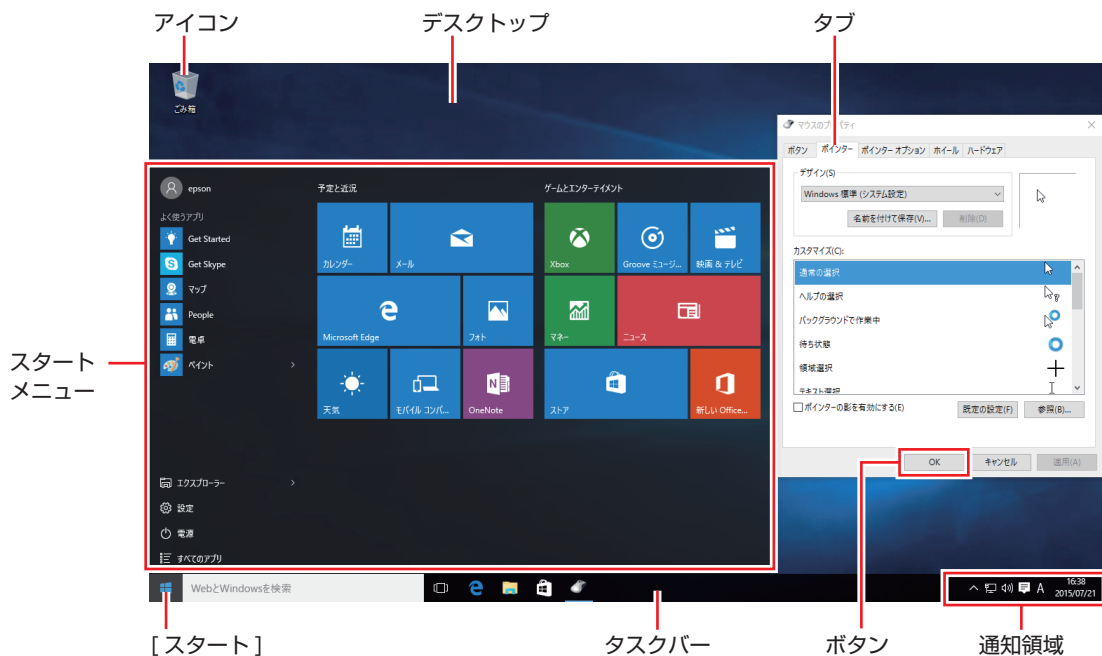 アイコン
デスクトップ
タブ
ごみ箱
マウスのプロパティ
ボタン ポインター ポインター オプション ホイール ハードウェア
デザイン(S)
Windows 標準 (システム設定)
名前を付けて保存(V)... 削除(D)
カスタマイズ(C):
通常の選択
ヘルプの選択
バックグラウンドで作業中
待ち状態
領域選択
テキスト選択
ポインターの影を有効にする(E)
既定の設定(F) 参照(B)...
OK キャンセル 適用(A)
epson
よく使うアプリ
Get Started
Get Skype
マップ
People
電卓
ペイント
エクスプローラー
設定
電源
すべてのアプリ
予定と近況
カレンダー
メール
Microsoft Edge
フォト
天気
モバイル コンパ...
OneNote
ゲームとエンターテイメント
Xbox
Groove ミュージ...
映画 & テレビ
マネー
ニュース
ストア
新しい Office...
スタート
メニュー
WebとWindowsを検索
A
16:38
2015/07/21
[ スタート ]
タスクバー
ボタン
通知領域